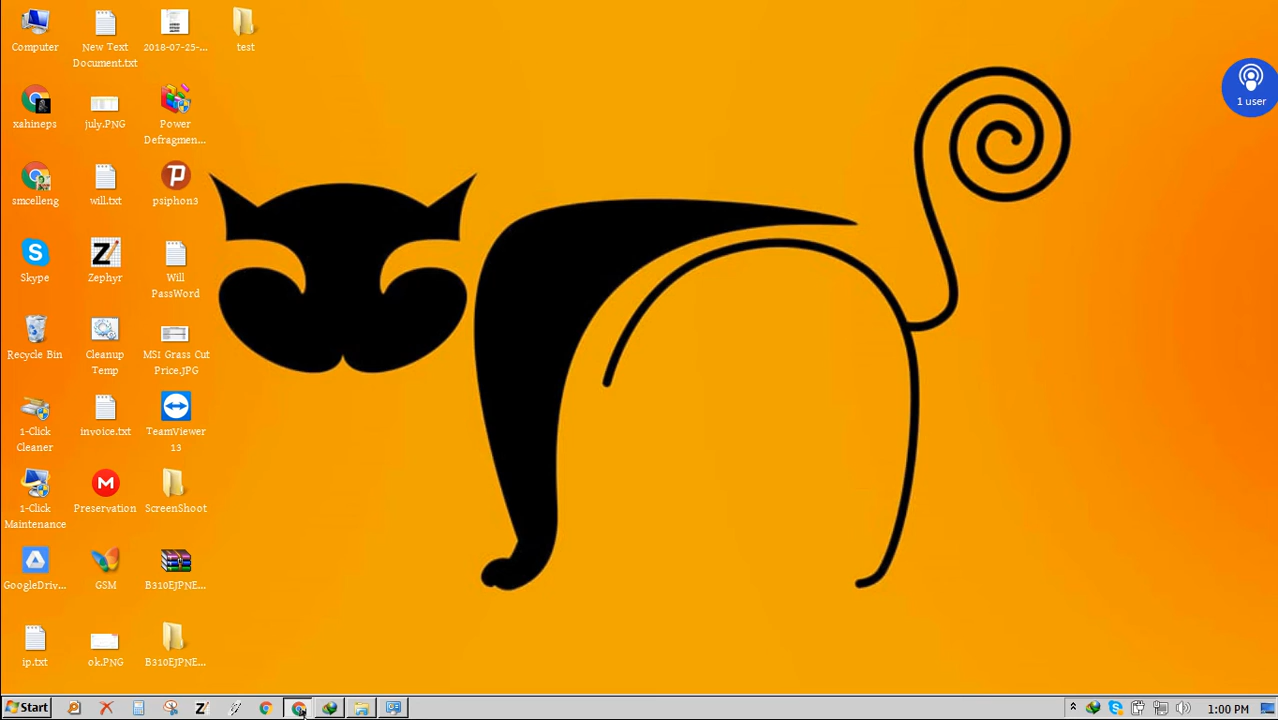 Computer
New Text
Document.txt
2018-07-25-...
test
1 user
xahineps
july.PNG
Power
Defragmen...
smcelleng
will.txt
psiphon3
Skype
Zephyr
Will
PassWord
Recycle Bin
Cleanup
Temp
MSI Grass Cut
Price.JPG
1-Click
Cleaner
invoice.txt
TeamViewer
13
1-Click
Maintenance
Preservation
ScreenShoot
GoogleDriv...
GSM
B310EJPNE...
ip.txt
ok.PNG
B310EJPNE...
Start
1:00 PM